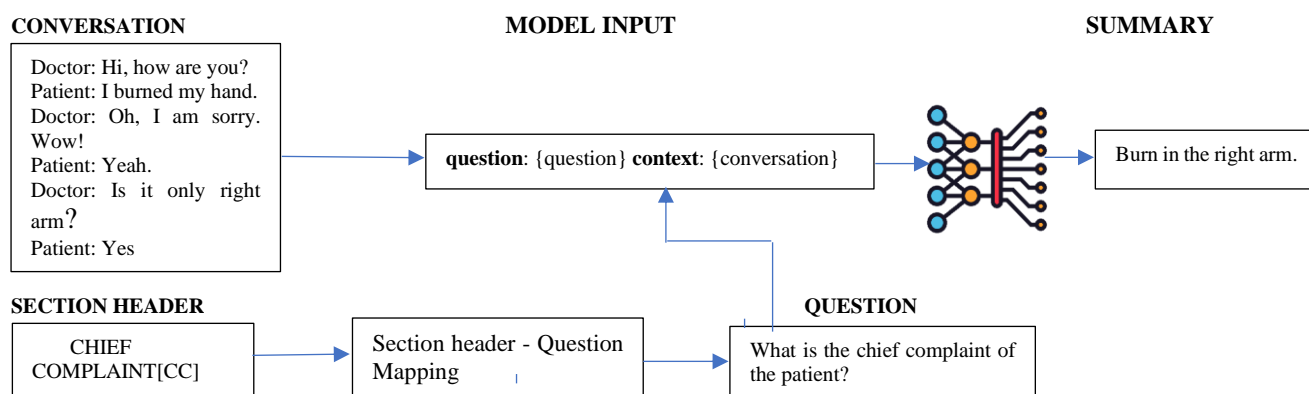 CONVERSATION
MODEL INPUT
SUMMARY
Doctor: Hi, how are you?
Patient: I burned my hand.
Doctor: Oh, I am sorry.
Wow!
Patient: Yeah.
Doctor: Is it only right
arm?
Patient: Yes
question: {question} context: {conversation}
Burn in the right arm.
SECTION HEADER
QUESTION
CHIEF
COMPLAINT[CC]
Section header - Question
Mapping
What is the chief complaint of
the patient?